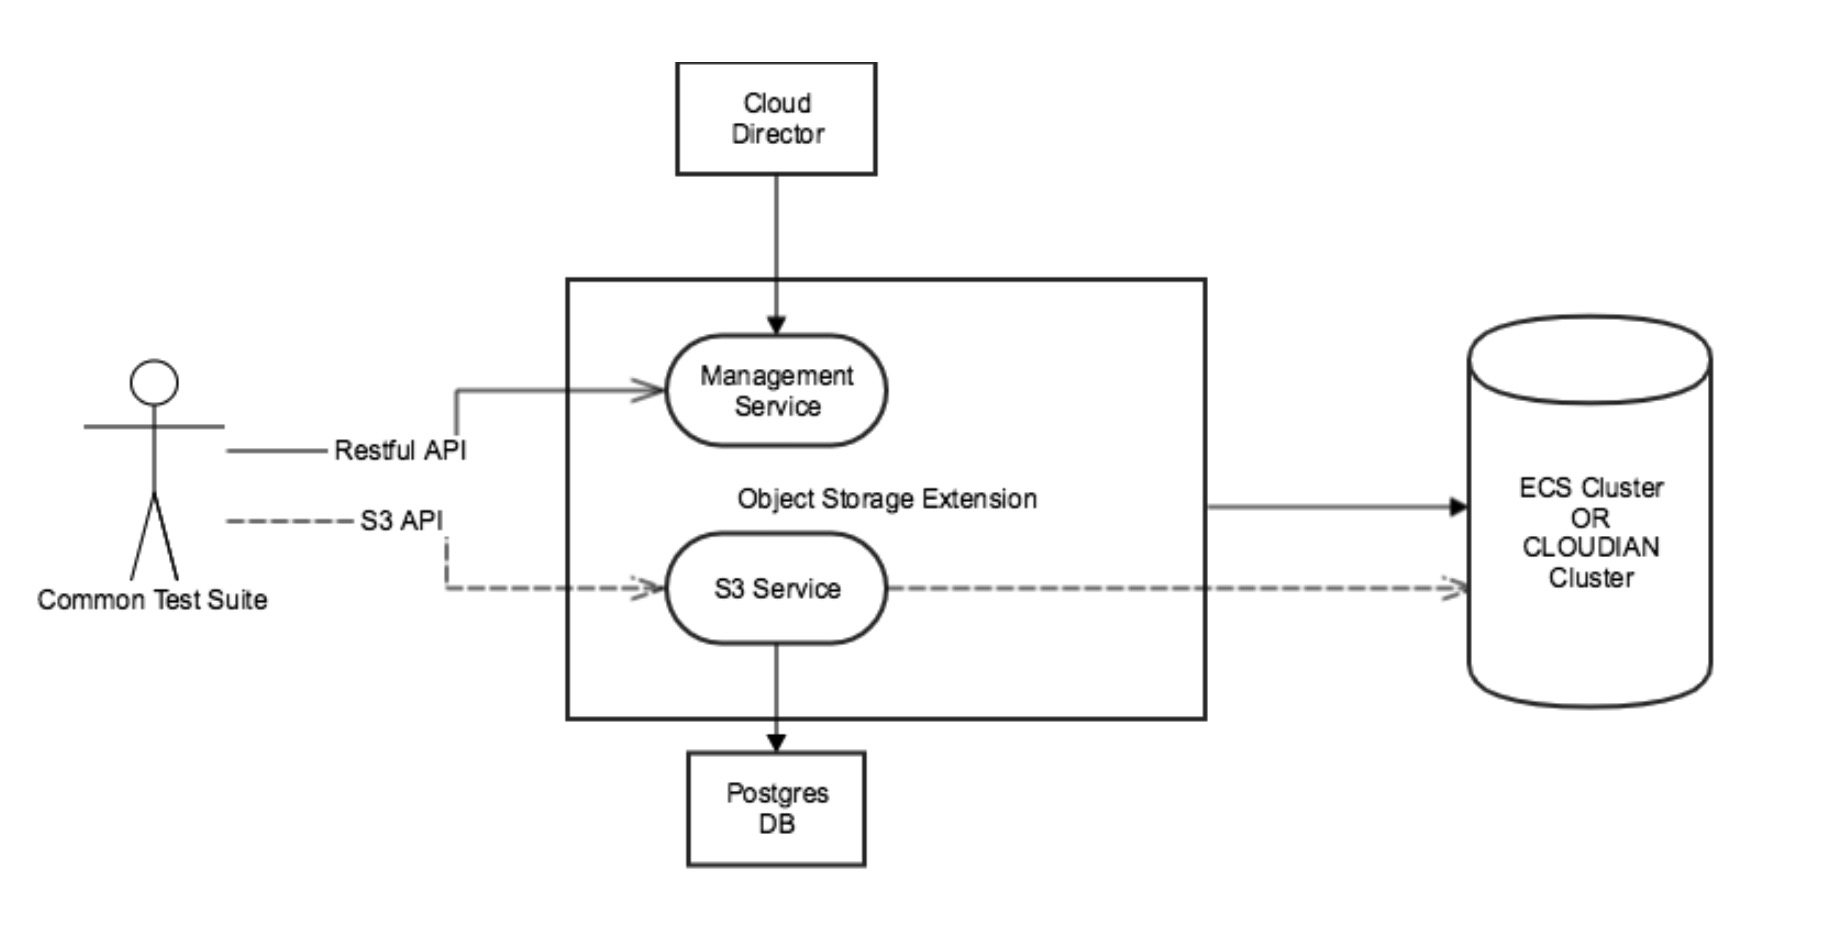 Cloud
Director
Management
Service
Restful API
Object Storage Extension
S3 API
S3 Service
ECS Cluster
OR
CLOUDIAN
Cluster
Common Test Suite
Postgres
DB